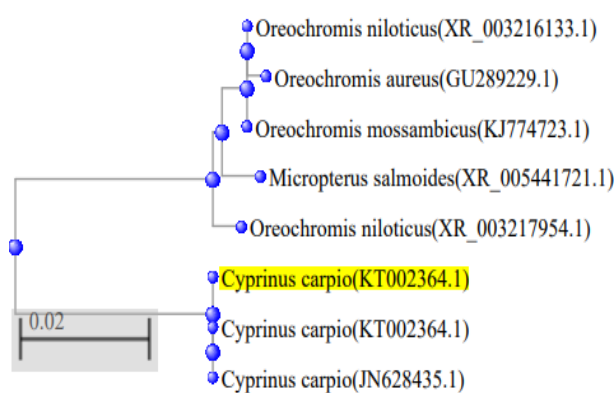 Oreochromis niloticus(XR_003216133.1)
Oreochromis aureus(GU289229.1)
Oreochromis mossambicus(KJ774723.1)
Micropterus salmoides(XR_005441721.1)
Oreochromis niloticus(XR_003217954.1)
Cyprinus carpio(KT002364.1)
0.02
Cyprinus carpio(KT002364.1)
Cyprinus carpio(JN628435.1)